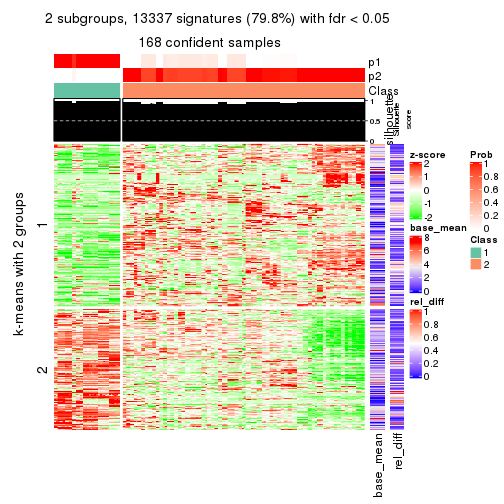 2 subgroups, 13337 signatures (79.8%) with fdr < 0.05
168 confident samples
p1
p2
Class
1
0.5
0
silhouette
Silhouette
score
k-means with 2 groups
1
2
base_mean
rel_diff
z-score
2
1
0
-1
-2
base_mean
8
6
4
2
0
rel_diff
1
0.8
0.6
0.4
0.2
0
Prob
1
0.8
0.6
0.4
0.2
0
Class
1
2